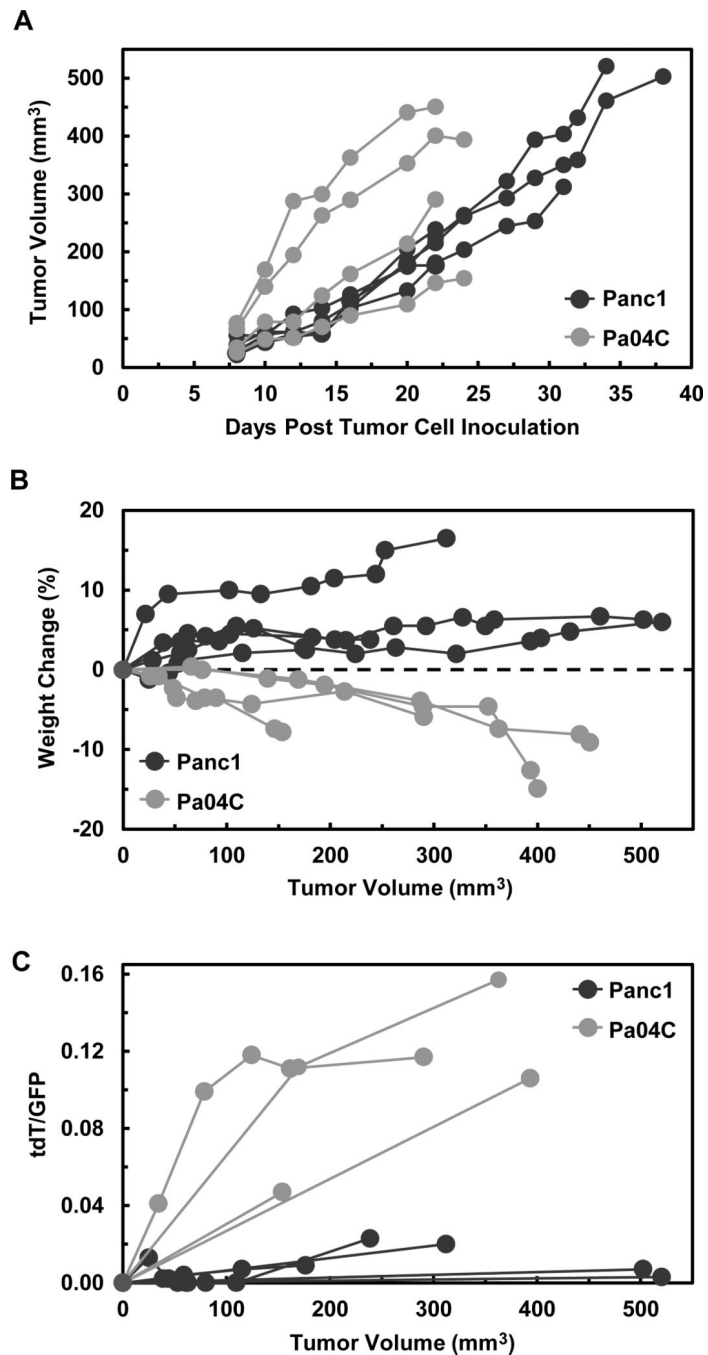 A
Tumor Volume (mm³)
500
400
300
200
100
0
Panc1
Pa04C
0 5 10 15 20 25 30 35 40
Days Post Tumor Cell Inoculation
B
Weight Change (%)
20
10
0
-10
-20
Panc1
Pa04C
0 100 200 300 400 500
Tumor Volume (mm³)
C
tdT/GFP
0.16
0.12
0.08
0.04
0.00
Panc1
Pa04C
0 100 200 300 400 500
Tumor Volume (mm³)